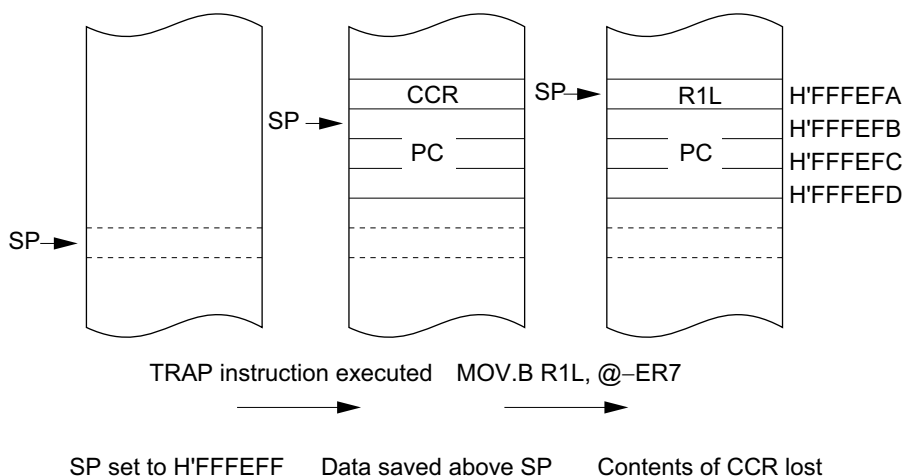 CCR
SP
R1L
H'FFFEFA
SP
H'FFFEFB
PC
PC
H'FFFEFC
H'FFFEFD
SP
TRAP instruction executed
MOV.B R1L, @–ER7
SP set to H'FFFEFF
Data saved above SP
Contents of CCR lost